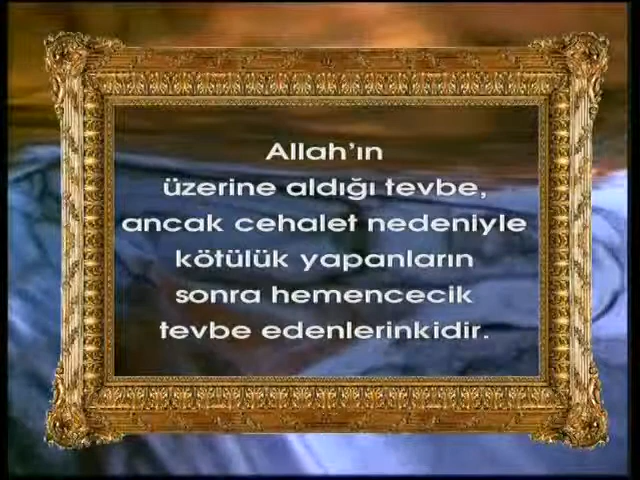 Allah'ın
üzerine aldığı tevbe,
ancak cehalet nedeniyle
kötülük yapanların
sonra hemencecik
tevbe edenlerinkidir.